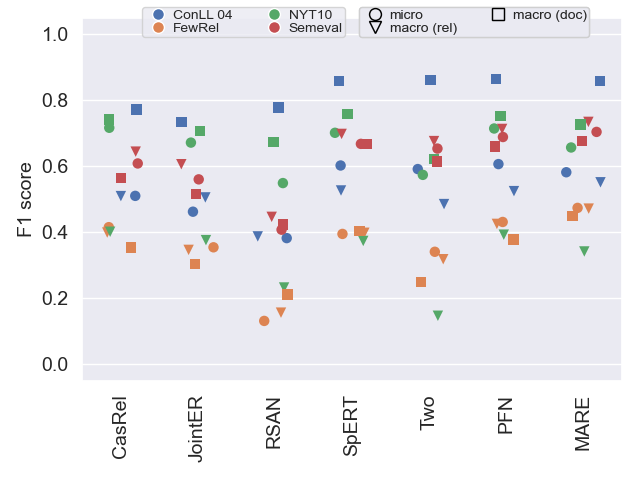 ConLL 04
NYT10
micro
macro (doc)
FewRel
Semeval
macro (rel)
1.0
0.8
0.6
0.4
0.2
0.0
F1 score
CasRel
JointER
RSAN
SpERT
Two
PFN
MARE